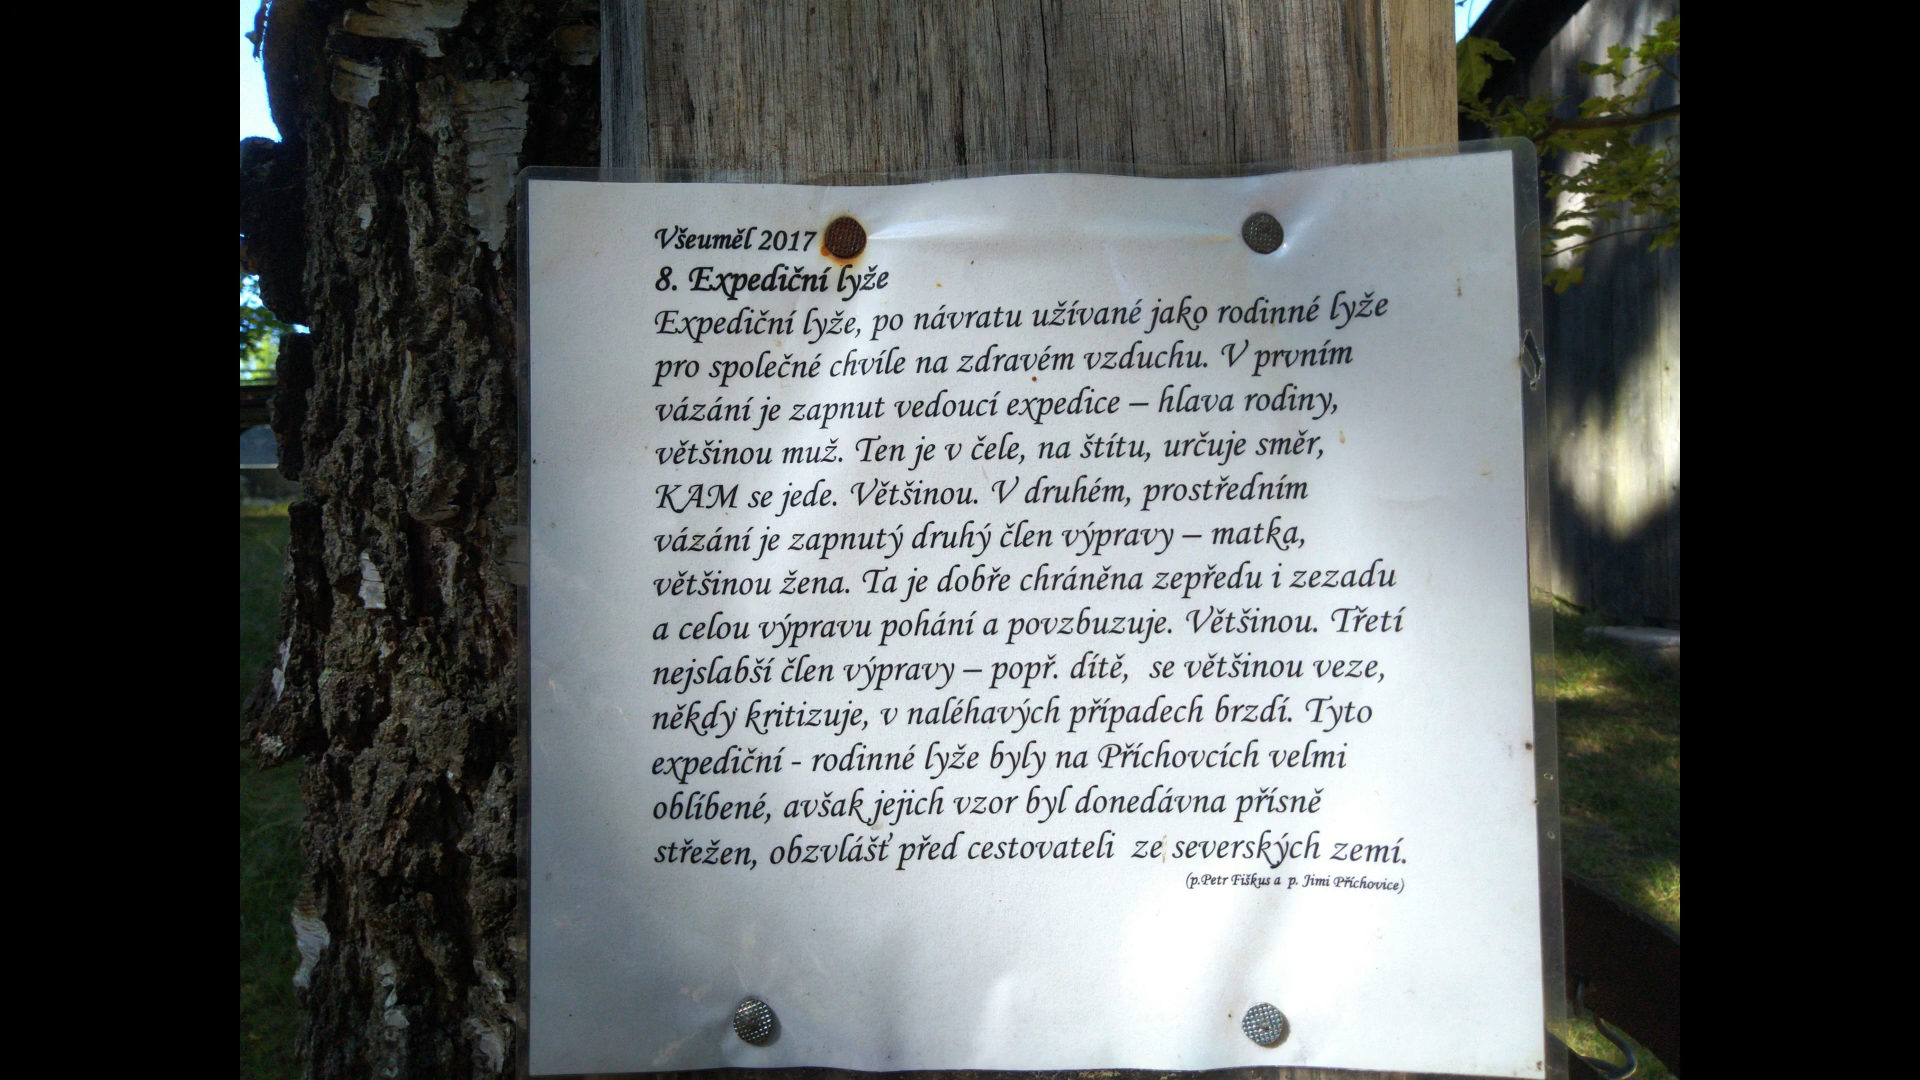 Všeuměl 2017
8. Expediční lyže
Expediční lyže, po návratu užívané jako rodinné lyže
pro společné chvíle na zdravém vzduchu. V prvním
vázání je zapnut vedoucí expedice – hlava rodiny,
většinou muž. Ten je v čele, na štítu, určuje směr,
KAM se jede. Většinou. V druhém, prostředním
vázání je zapnutý druhý člen výpravy – matka,
většinou žena. Ta je dobře chráněna zepředu i zezadu
a celou výpravu pohání a povzbuzuje. Většinou. Třetí
nejslabší člen výpravy – popř. dítě, se většinou veze,
někdy kritizuje, v naléhavých případech brzdí. Tyto
expediční - rodinné lyže byly na Příchovcích velmi
oblíbené, avšak jejich vzor byl donedávna přísně
střežen, obzvlášť před cestovateli ze severských zemí.
(p.Petr Fiškus a p. Jimi Příchovice)